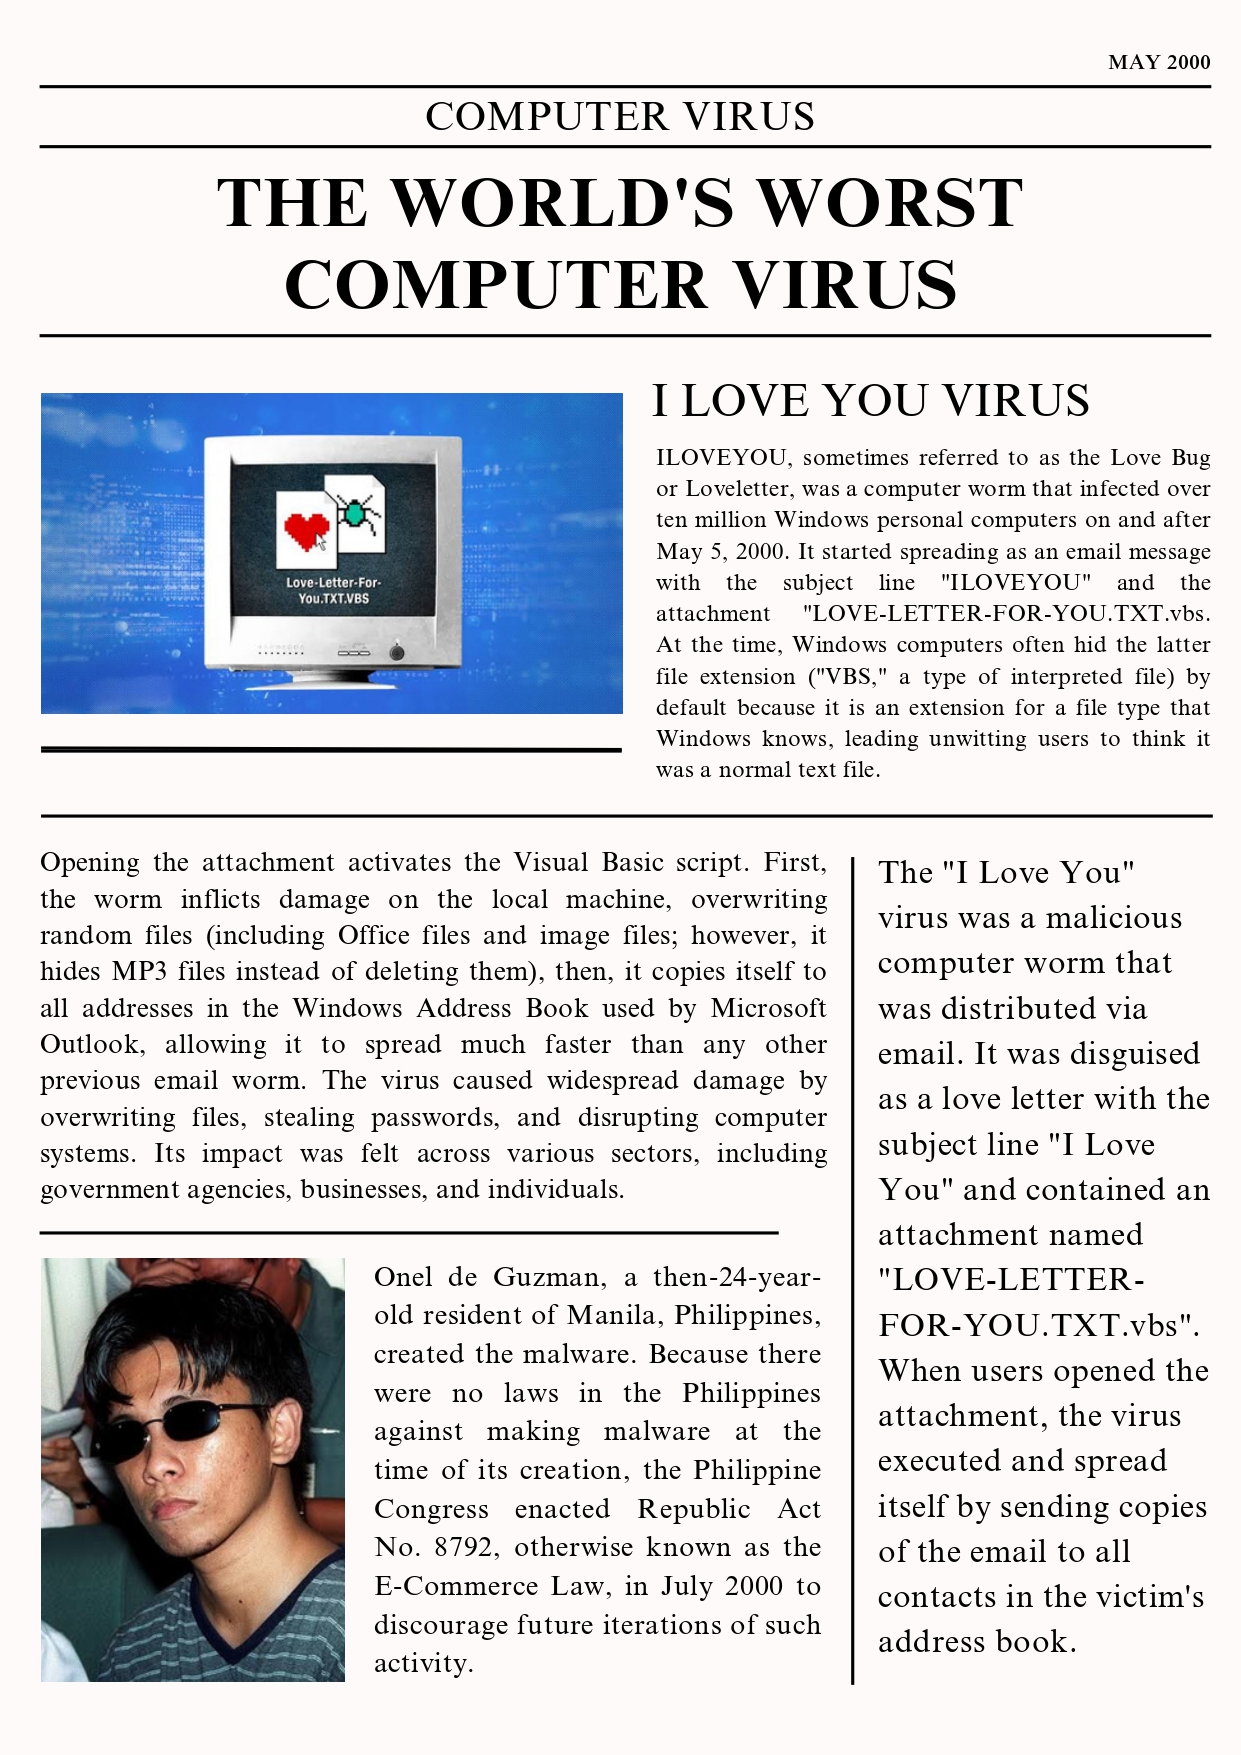 MAY 2000
COMPUTER VIRUS
THE WORLD'S WORST
COMPUTER VIRUS
Love-Letter-For-
You.TXT.VBS
I LOVE YOU VIRUS
ILOVEYOU, sometimes referred to as the Love Bug
or Loveletter, was a computer worm that infected over
ten million Windows personal computers on and after
May 5, 2000. It started spreading as an email message
with the subject line "ILOVEYOU" and the
attachment "LOVE-LETTER-FOR-YOU.TXT.vbs.
At the time, Windows computers often hid the latter
file extension ("VBS," a type of interpreted file) by
default because it is an extension for a file type that
Windows knows, leading unwitting users to think it
was a normal text file.
Opening the attachment activates the Visual Basic script. First,
the worm inflicts damage on the local machine, overwriting
random files (including Office files and image files; however, it
hides MP3 files instead of deleting them), then, it copies itself to
all addresses in the Windows Address Book used by Microsoft
Outlook, allowing it to spread much faster than any other
previous email worm. The virus caused widespread damage by
overwriting files, stealing passwords, and disrupting computer
systems. Its impact was felt across various sectors, including
government agencies, businesses, and individuals.
Onel de Guzman, a then-24-year-
old resident of Manila, Philippines,
created the malware. Because there
were no laws in the Philippines
against making malware at the
time of its creation, the Philippine
Congress enacted Republic Act
No. 8792, otherwise known as the
E-Commerce Law, in July 2000 to
discourage future iterations of such
activity.
The "I Love You"
virus was a malicious
computer worm that
was distributed via
email. It was disguised
as a love letter with the
subject line "I Love
You" and contained an
attachment named
"LOVE-LETTER-
FOR-YOU.TXT.vbs".
When users opened the
attachment, the virus
executed and spread
itself by sending copies
of the email to all
contacts in the victim's
address book.